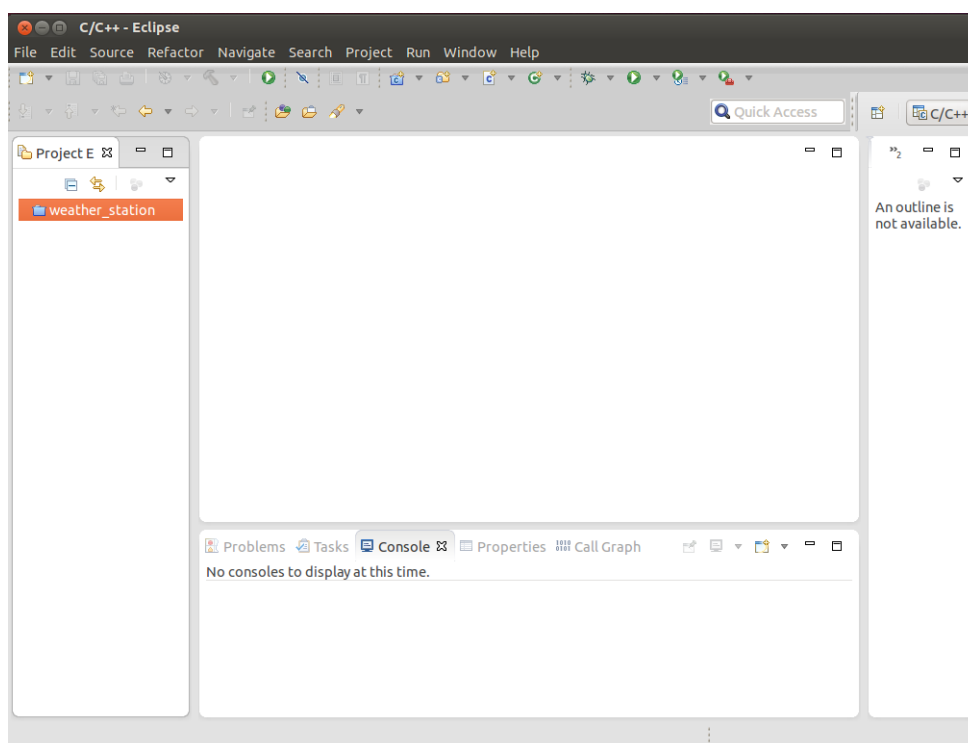 C/C++ - Eclipse
File Edit Source Refactor Navigate Search Project Run Window Help
Quick Access
C/C++
Project E
weather_station
»2
An outline is
not available.
Problems Tasks Console Properties Call Graph
No consoles to display at this time.